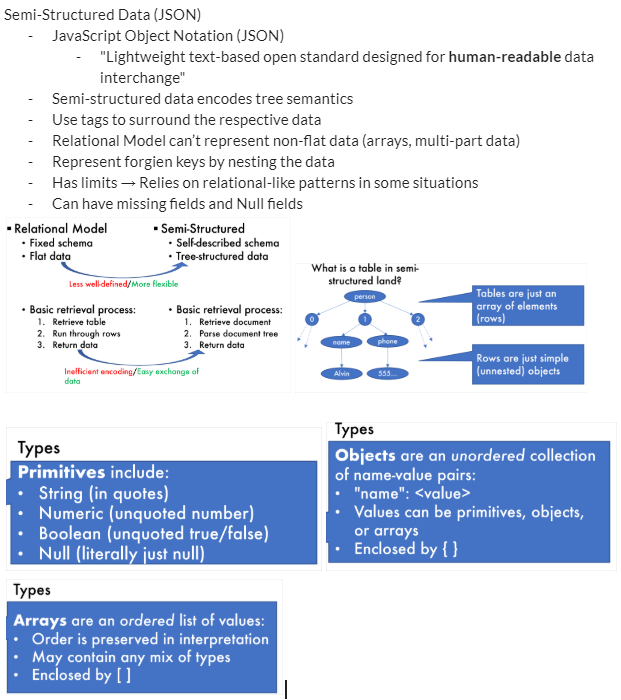 Semi-Structured Data (JSON)
- JavaScript Object Notation (JSON)
- "Lightweight text-based open standard designed for human-readable data
interchange"
- Semi-structured data encodes tree semantics
- Use tags to surround the respective data
- Relational Model can't represent non-flat data (arrays, multi-part data)
- Represent forgien keys by nesting the data
- Has limits → Relies on relational-like patterns in some situations
- Can have missing fields and Null fields
▪ Relational Model
• Fixed schema
• Flat data
▪ Semi-Structured
• Self-described schema
• Tree-structured data
Less well-defined/More flexible
• Basic retrieval process:
1. Retrieve table
2. Run through rows
3. Return data
• Basic retrieval process:
1. Retrieve document
2. Parse document tree
3. Return data
Inefficient encoding/Easy exchange of
data
What is a table in semi-
structured land?
person
0
1
2
name
phone
Alvin
555...
Tables are just an
array of elements
(rows)
Rows are just simple
(unnested) objects
Types
Primitives include:
• String (in quotes)
• Numeric (unquoted number)
• Boolean (unquoted true/false)
• Null (literally just null)
Types
Objects are an unordered collection
of name-value pairs:
• "name": <value>
• Values can be primitives, objects,
or arrays
• Enclosed by { }
Types
Arrays are an ordered list of values:
• Order is preserved in interpretation
• May contain any mix of types
• Enclosed by [ ]